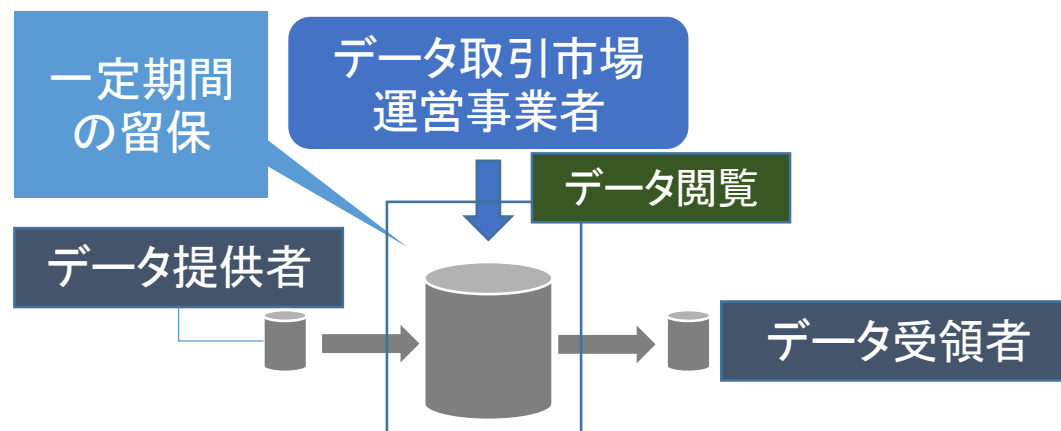 一定期間
の留保
データ取引市場
運営事業者
データ閲覧
データ提供者
データ受領者